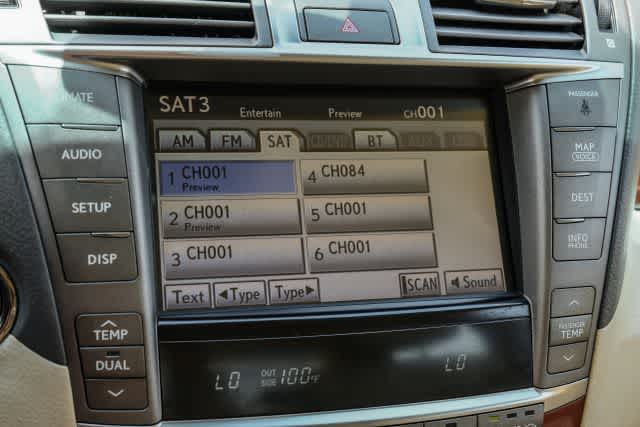 SAT3 Entertain Preview CH001
AM FM SAT BT AUX
1 CH001
Preview
4 CH084
2 CH001
Preview
5 CH001
3 CH001
6 CH001
Text ◀Type Type▶ SCAN Sound
AUDIO
SETUP
DISP
TEMP
DUAL
PASSENGER
MAP
VOICE
DEST
INFO
PHONE
PASSENGER
TEMP
LO OUT
SIDE 100°F LO